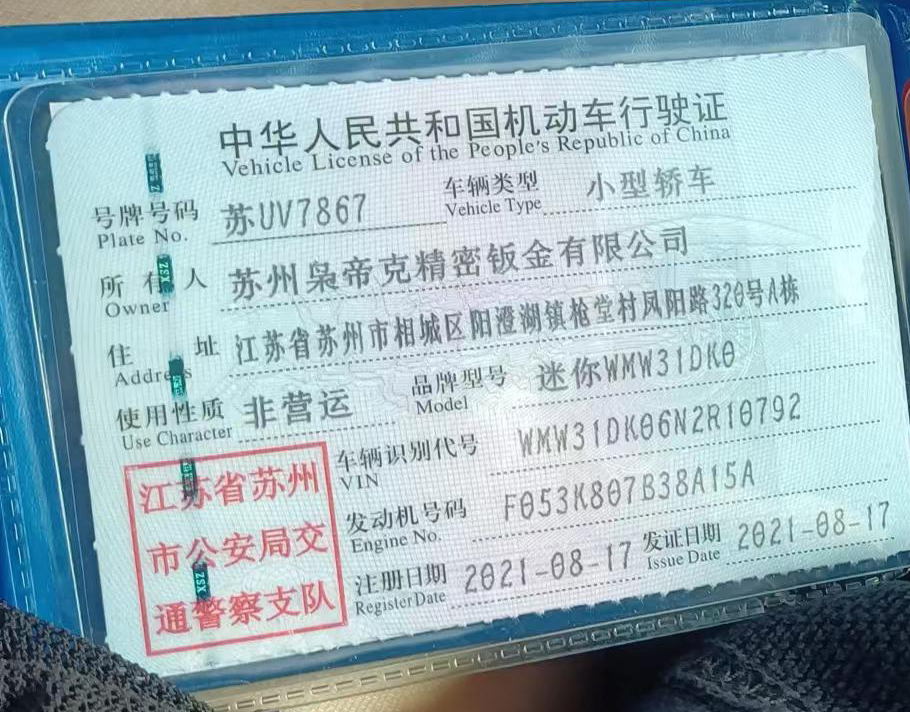 中华人民共和国机动车行驶证
Vehicle License of the People's Republic of China
号牌号码 苏UV7867 车辆类型 小型轿车
Plate No. Vehicle Type
所有人 苏州枭帝克精密钣金有限公司
Owner
住址 江苏省苏州市相城区阳澄湖镇枪堂村凤阳路320号A栋
Address
使用性质 非营运 品牌型号 迷你WMW31DK0
Use Character Model
车辆识别代号 WMW31DK06N2R10792
VIN
发动机号码 F053K807B38A15A
Engine No.
注册日期 2021-08-17 发证日期 2021-08-17
Register Date Issue Date
江苏省苏州
市公安局交
通警察支队